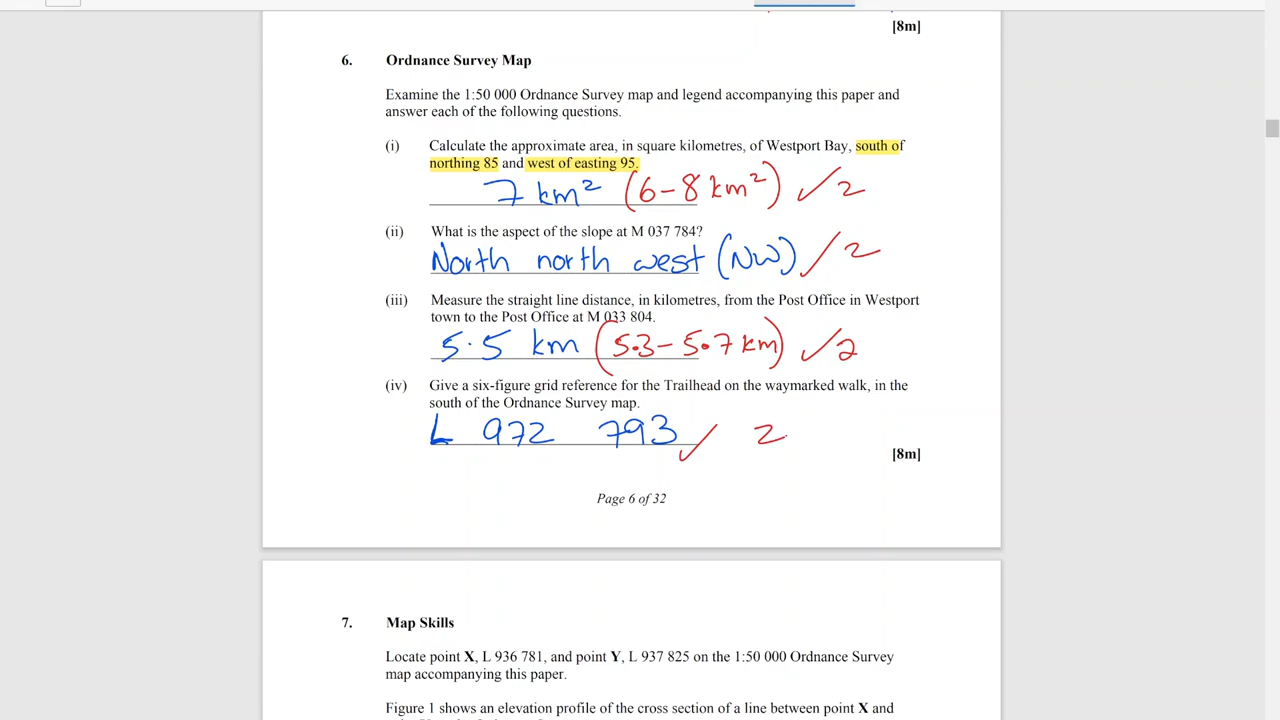 [8m]
6. Ordnance Survey Map
Examine the 1:50 000 Ordnance Survey map and legend accompanying this paper and
answer each of the following questions.
(i) Calculate the approximate area, in square kilometres, of Westport Bay, south of
northing 85 and west of easting 95.
7 km² (6-8 km²) ✓ 2
(ii) What is the aspect of the slope at M 037 784?
North north west (NW) ✓ 2
(iii) Measure the straight line distance, in kilometres, from the Post Office in Westport
town to the Post Office at M 033 804.
5.5 km (5.3-5.7 km) ✓ 2
(iv) Give a six-figure grid reference for the Trailhead on the waymarked walk, in the
south of the Ordnance Survey map.
L 972 793 ✓ 2
[8m]
Page 6 of 32
7. Map Skills
Locate point X, L 936 781, and point Y, L 937 825 on the 1:50 000 Ordnance Survey
map accompanying this paper.
Figure 1 shows an elevation profile of the cross section of a line between point X and